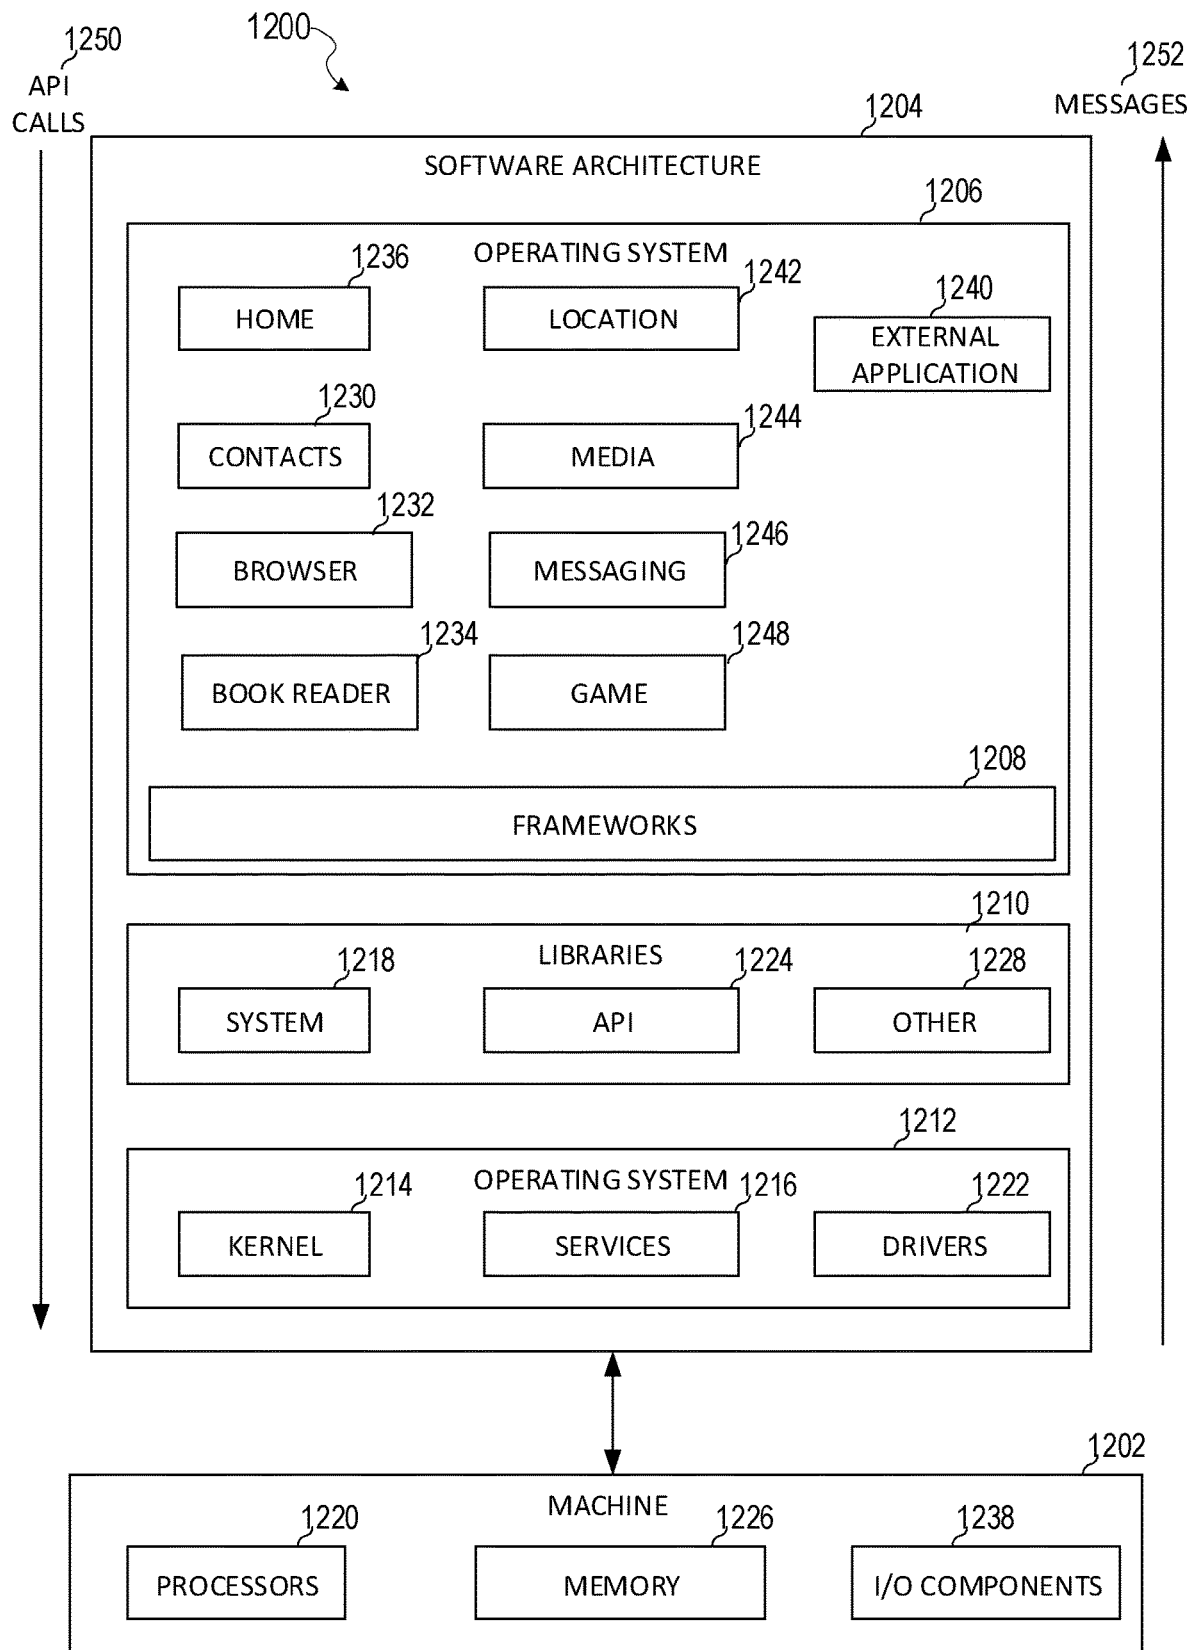 1200
1250
API
CALLS
1252
MESSAGES
1204
SOFTWARE ARCHITECTURE
1206
OPERATING SYSTEM
1236
HOME
1242
LOCATION
1240
EXTERNAL
APPLICATION
1230
CONTACTS
1244
MEDIA
1232
BROWSER
1246
MESSAGING
1234
BOOK READER
1248
GAME
1208
FRAMEWORKS
1210
LIBRARIES
1218
SYSTEM
1224
API
1228
OTHER
1212
OPERATING SYSTEM
1214
KERNEL
1216
SERVICES
1222
DRIVERS
1202
MACHINE
1220
PROCESSORS
1226
MEMORY
1238
I/O COMPONENTS